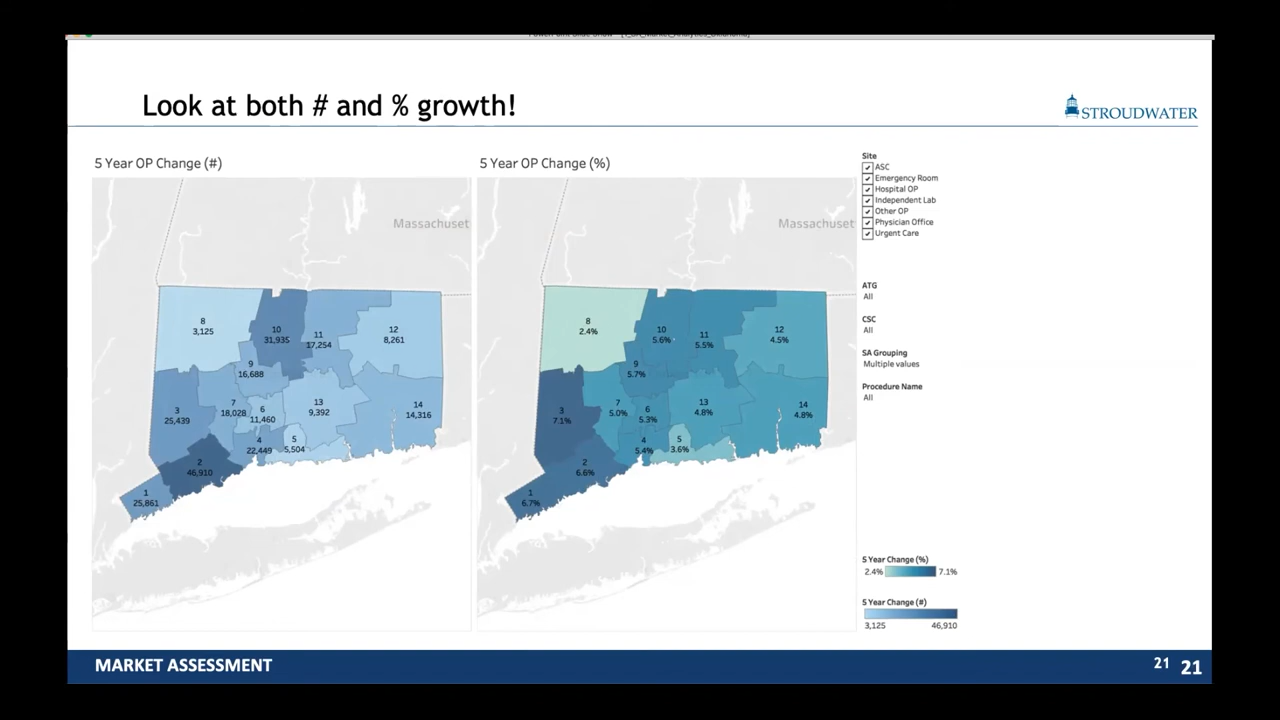 Look at both # and % growth!
STROUDWATER
5 Year OP Change (#)
Massachuset
8
3,125
10
31,935
11
17,254
12
8,261
9
16,688
3
25,439
7
18,028
6
11,460
13
9,392
14
14,316
4
22,449
5
5,504
2
46,910
1
25,861
5 Year OP Change (%)
Massachuset
8
2.4%
10
5.6%
11
5.5%
12
4.5%
9
5.7%
3
7.1%
7
5.0%
6
5.3%
13
4.8%
14
4.8%
4
5.4%
5
3.6%
2
6.6%
1
6.7%
Site
ASC
Emergency Room
Hospital OP
Independent Lab
Other OP
Physician Office
Urgent Care
ATG
All
CSC
All
SA Grouping
Multiple values
Procedure Name
All
5 Year Change (%)
2.4% 7.1%
5 Year Change (#)
3,125 46,910
MARKET ASSESSMENT
21 21